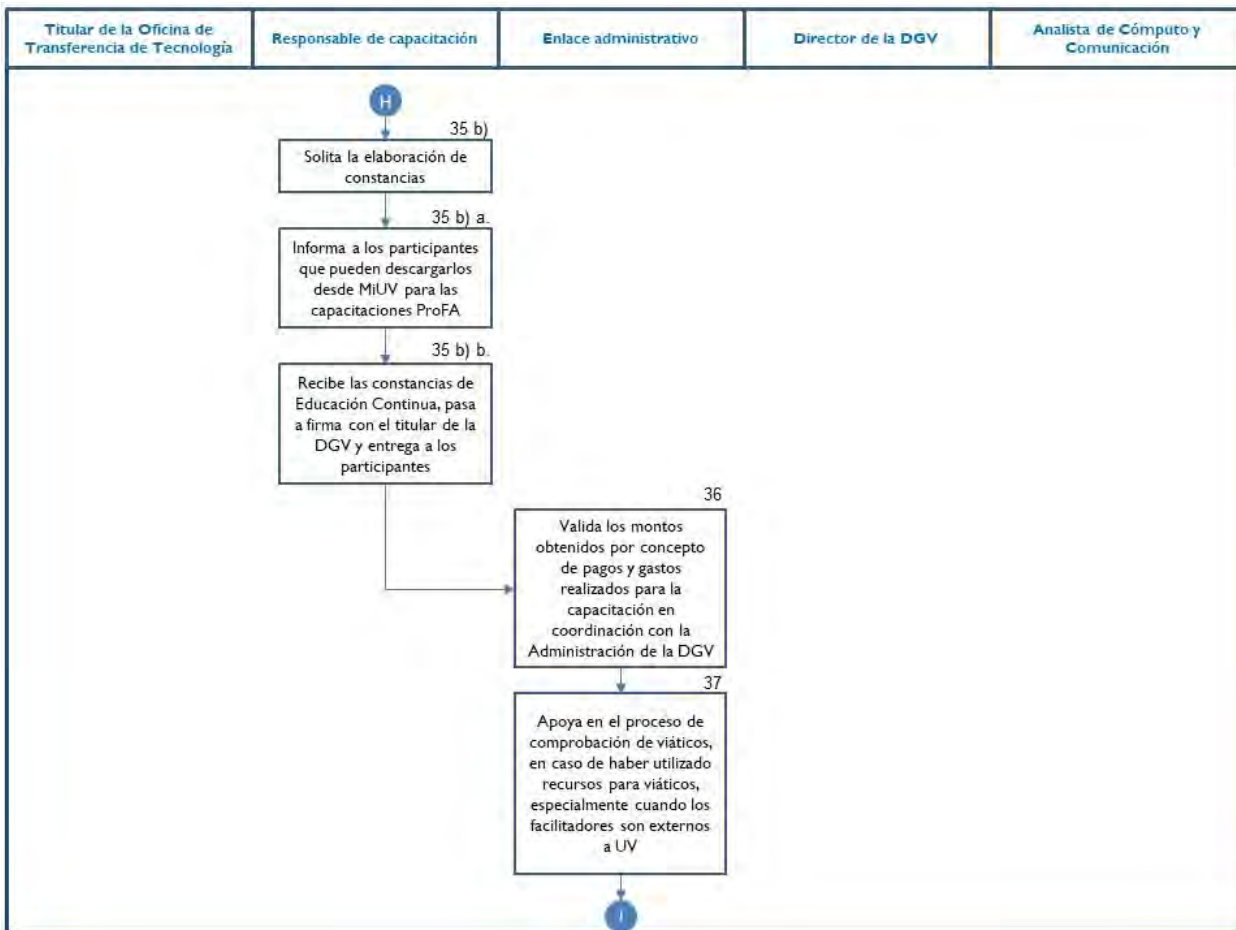 Titular de la Oficina de
Transferencia de Tecnología
Responsable de capacitación
Enlace administrativo
Director de la DGV
Analista de Cómputo y
Comunicación
H
35 b)
Solita la elaboración de
constancias
35 b) a.
Informa a los participantes
que pueden descargarlos
desde MiUV para las
capacitaciones ProFA
35 b) b.
Recibe las constancias de
Educación Continua, pasa
a firma con el titular de la
DGV y entrega a los
participantes
36
Valida los montos
obtenidos por concepto
de pagos y gastos
realizados para la
capacitación en
coordinación con la
Administración de la DGV
37
Apoya en el proceso de
comprobación de viáticos,
en caso de haber utilizado
recursos para viáticos,
especialmente cuando los
facilitadores son externos
a UV
I